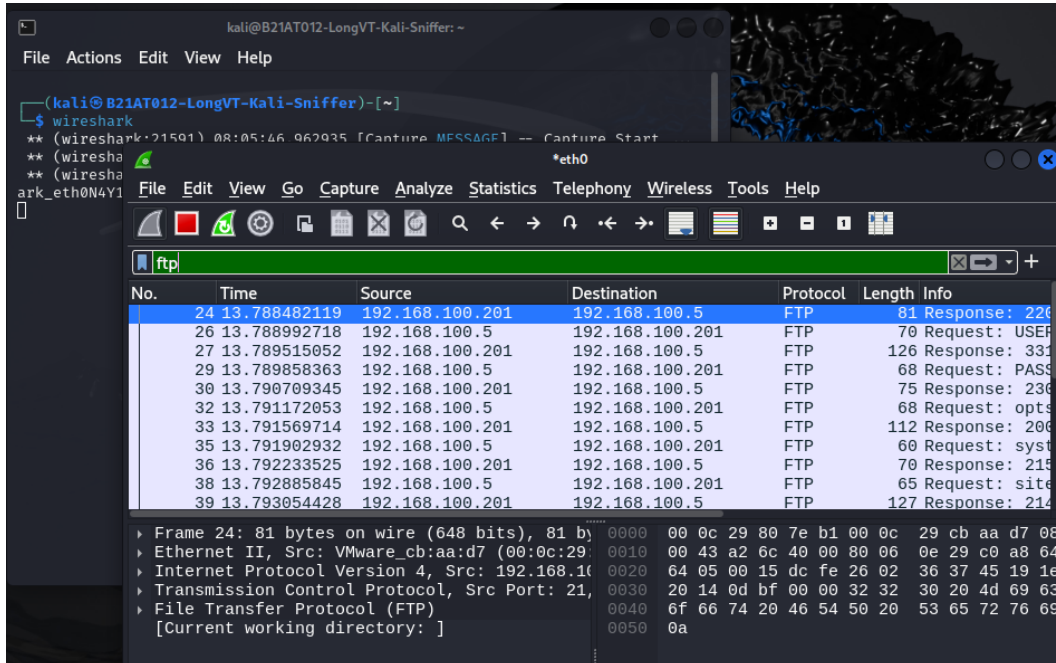 kali@B21AT012-LongVT-Kali-Sniffer: ~
File Actions Edit View Help
(kali㉿B21AT012-LongVT-Kali-Sniffer)-[~]
$ wireshark
** (wireshark:21591) 08:05:46.962935 [Capture MESSAGE] -- Capture Start
** (wiresha
** (wiresha
ark_eth0N4Y1
*eth0
File Edit View Go Capture Analyze Statistics Telephony Wireless Tools Help
ftp
No. Time Source Destination Protocol Length Info
24 13.788482119 192.168.100.201 192.168.100.5 FTP 81 Response: 220
26 13.788992718 192.168.100.5 192.168.100.201 FTP 70 Request: USER
27 13.789515052 192.168.100.201 192.168.100.5 FTP 126 Response: 331
29 13.789858363 192.168.100.5 192.168.100.201 FTP 68 Request: PASS
30 13.790709345 192.168.100.201 192.168.100.5 FTP 75 Response: 230
32 13.791172053 192.168.100.5 192.168.100.201 FTP 68 Request: opts
33 13.791569714 192.168.100.201 192.168.100.5 FTP 112 Response: 200
35 13.791902932 192.168.100.5 192.168.100.201 FTP 60 Request: syst
36 13.792233525 192.168.100.201 192.168.100.5 FTP 70 Response: 215
38 13.792885845 192.168.100.5 192.168.100.201 FTP 65 Request: site
39 13.793054428 192.168.100.201 192.168.100.5 FTP 127 Response: 214
Frame 24: 81 bytes on wire (648 bits), 81 by 0000 00 0c 29 80 7e b1 00 0c 29 cb aa d7 08
Ethernet II, Src: VMware_cb:aa:d7 (00:0c:29: 0010 00 43 a2 6c 40 00 80 06 0e 29 c0 a8 64
Internet Protocol Version 4, Src: 192.168.10 0020 64 05 00 15 dc fe 26 02 36 37 45 19 1e
Transmission Control Protocol, Src Port: 21, 0030 20 14 0d bf 00 00 32 32 30 20 4d 69 63
File Transfer Protocol (FTP) 0040 6f 66 74 20 46 54 50 20 53 65 72 76 69
[Current working directory: ] 0050 0a